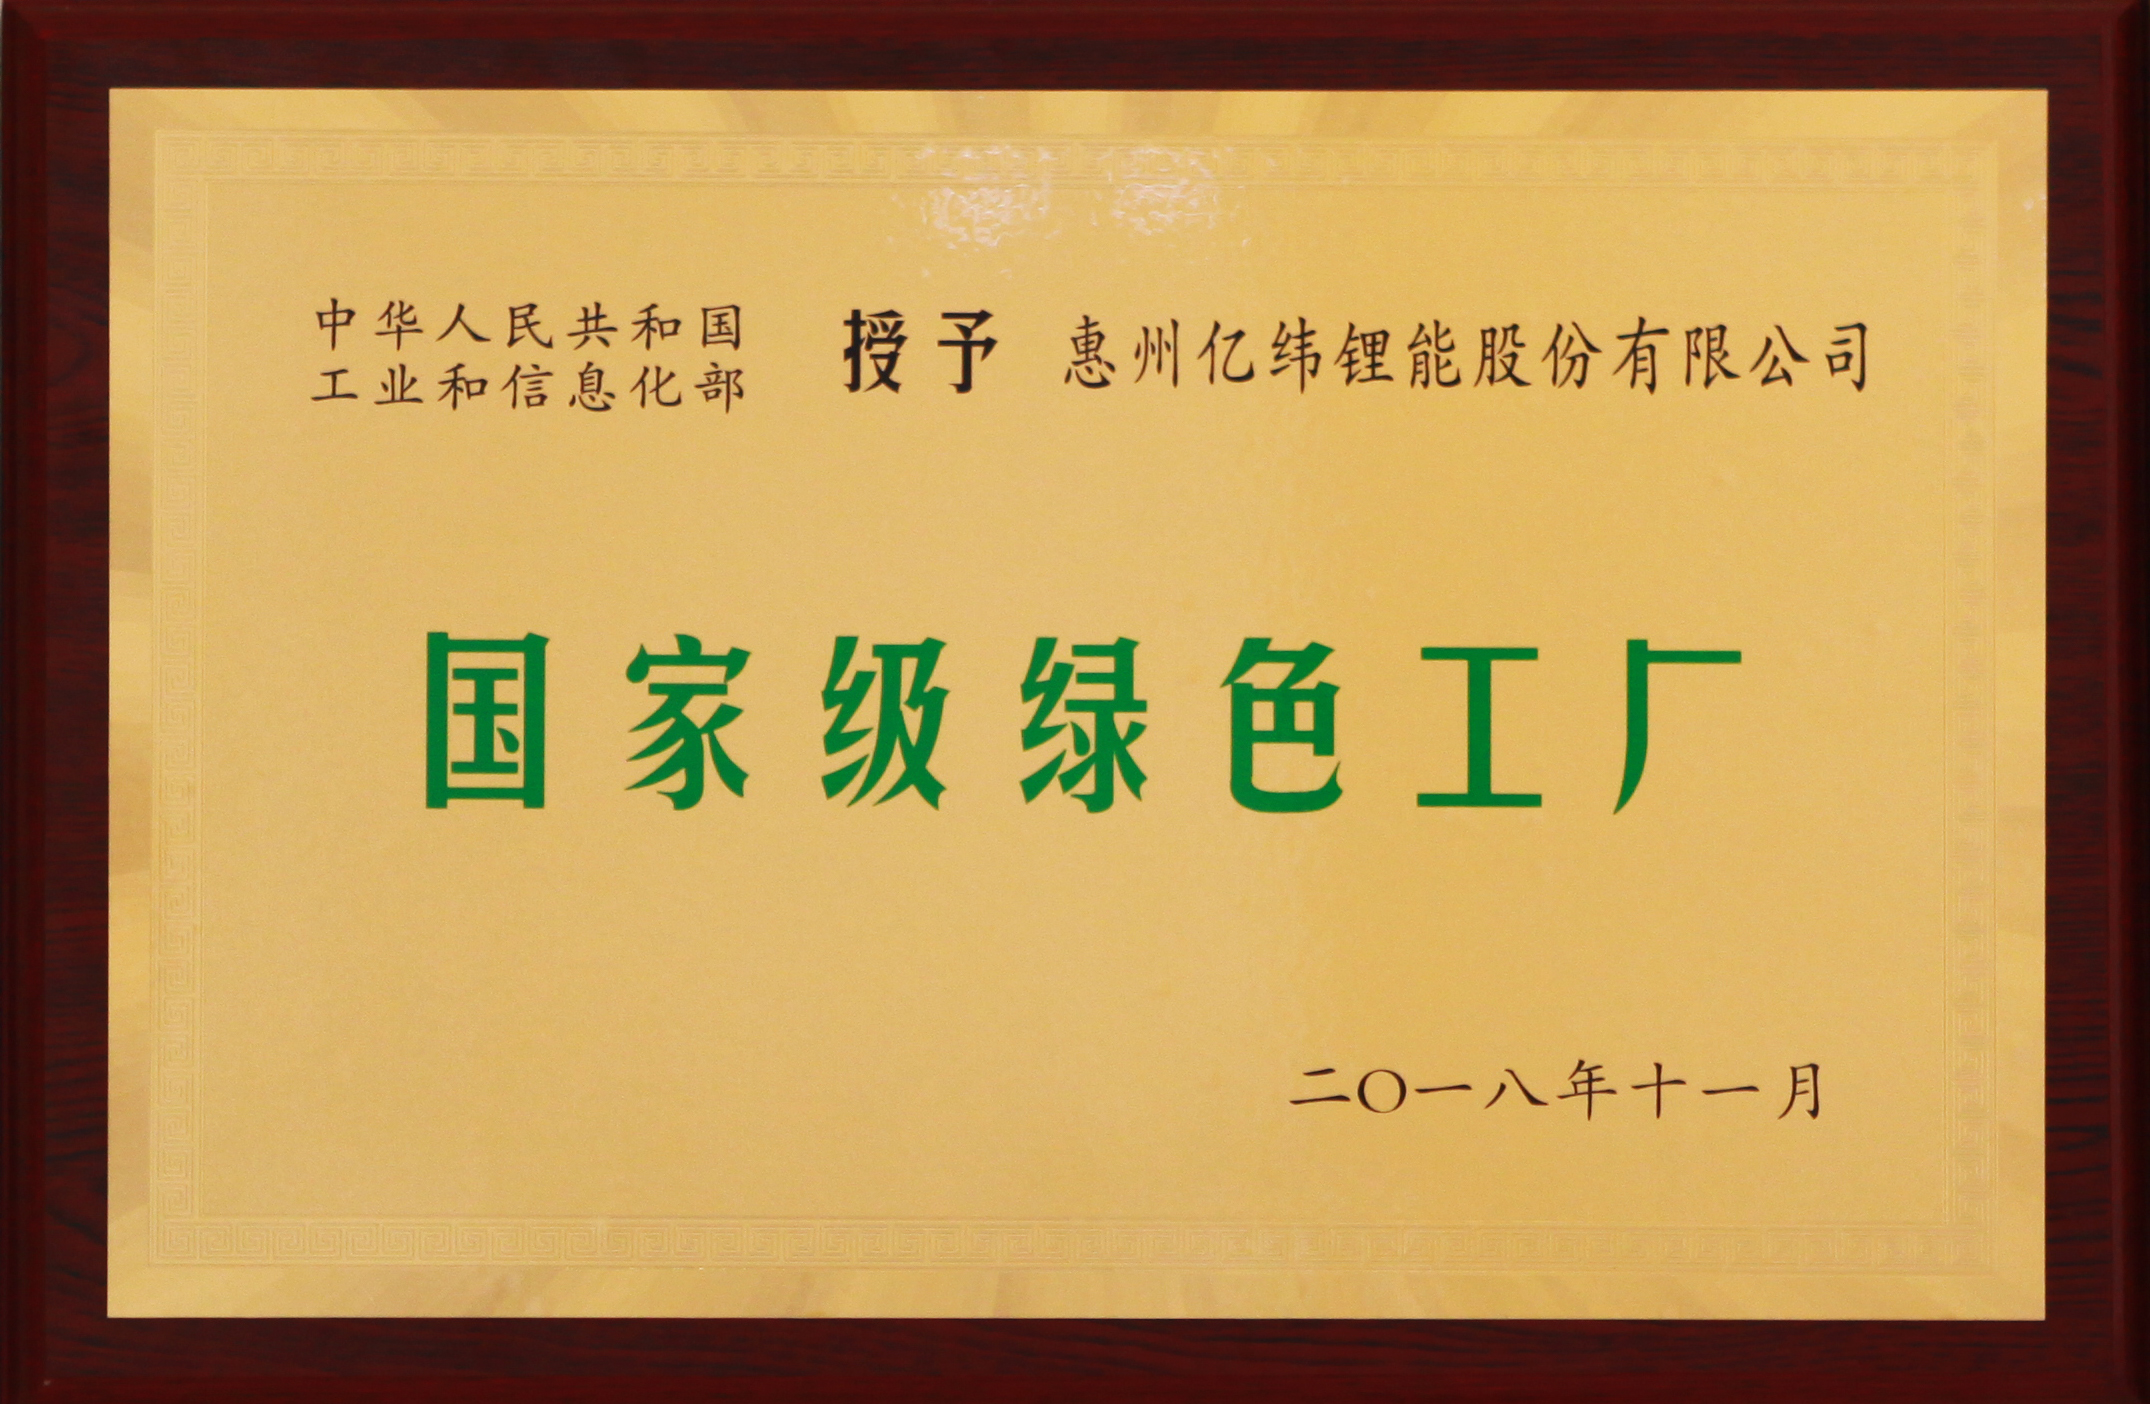 中华人民共和国
工业和信息化部
授予 惠州亿纬锂能股份有限公司
国家级绿色工厂
二〇一八年十一月